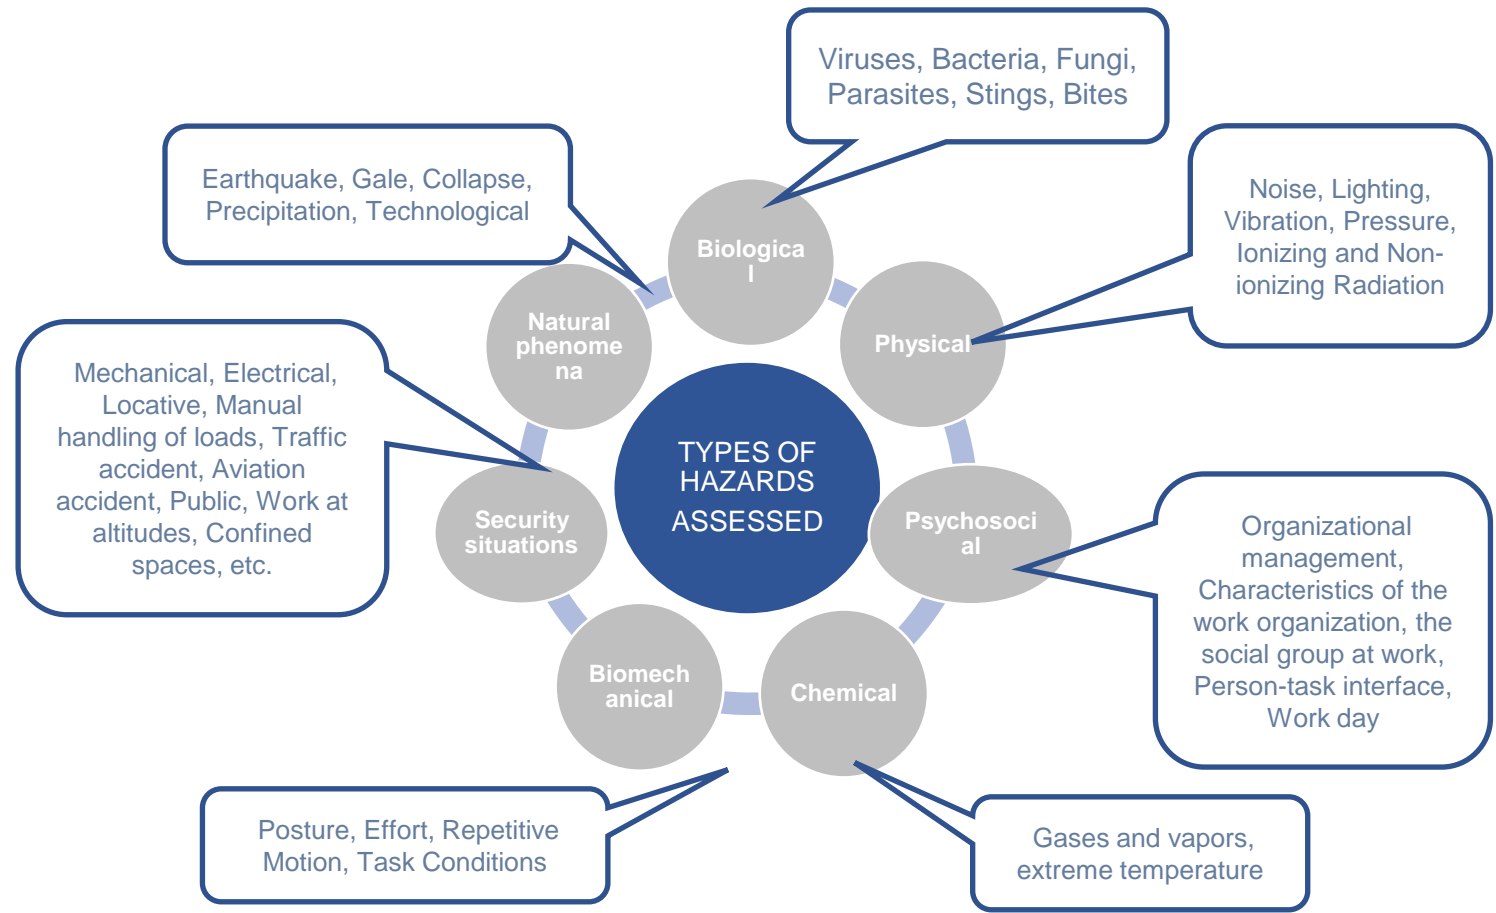 Viruses, Bacteria, Fungi,
Parasites, Stings, Bites
Earthquake, Gale, Collapse,
Precipitation, Technological
Noise, Lighting,
Vibration, Pressure,
Ionizing and Non-
ionizing Radiation
Biologica
l
Natural
phenome
na
Physical
Mechanical, Electrical,
Locative, Manual
handling of loads, Traffic
accident, Aviation
accident, Public, Work at
altitudes, Confined
spaces, etc.
TYPES OF
HAZARDS
ASSESSED
Security
situations
Psychosoci
al
Organizational
management,
Characteristics of the
work organization, the
social group at work,
Person-task interface,
Work day
Biomech
anical
Chemical
Posture, Effort, Repetitive
Motion, Task Conditions
Gases and vapors,
extreme temperature